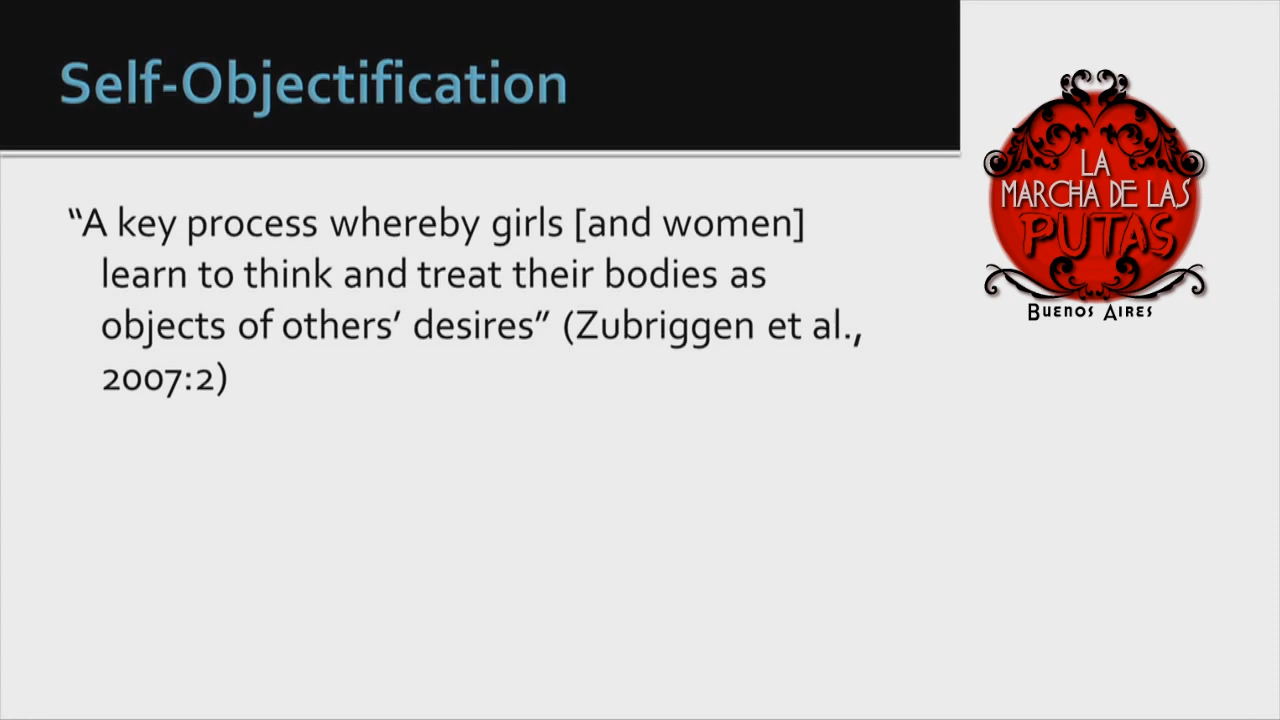 Self-Objectification
“A key process whereby girls [and women]
learn to think and treat their bodies as
objects of others’ desires” (Zubriggen et al.,
2007:2)
LA
MARCHA DE LAS
PUTAS
BUENOS AIRES